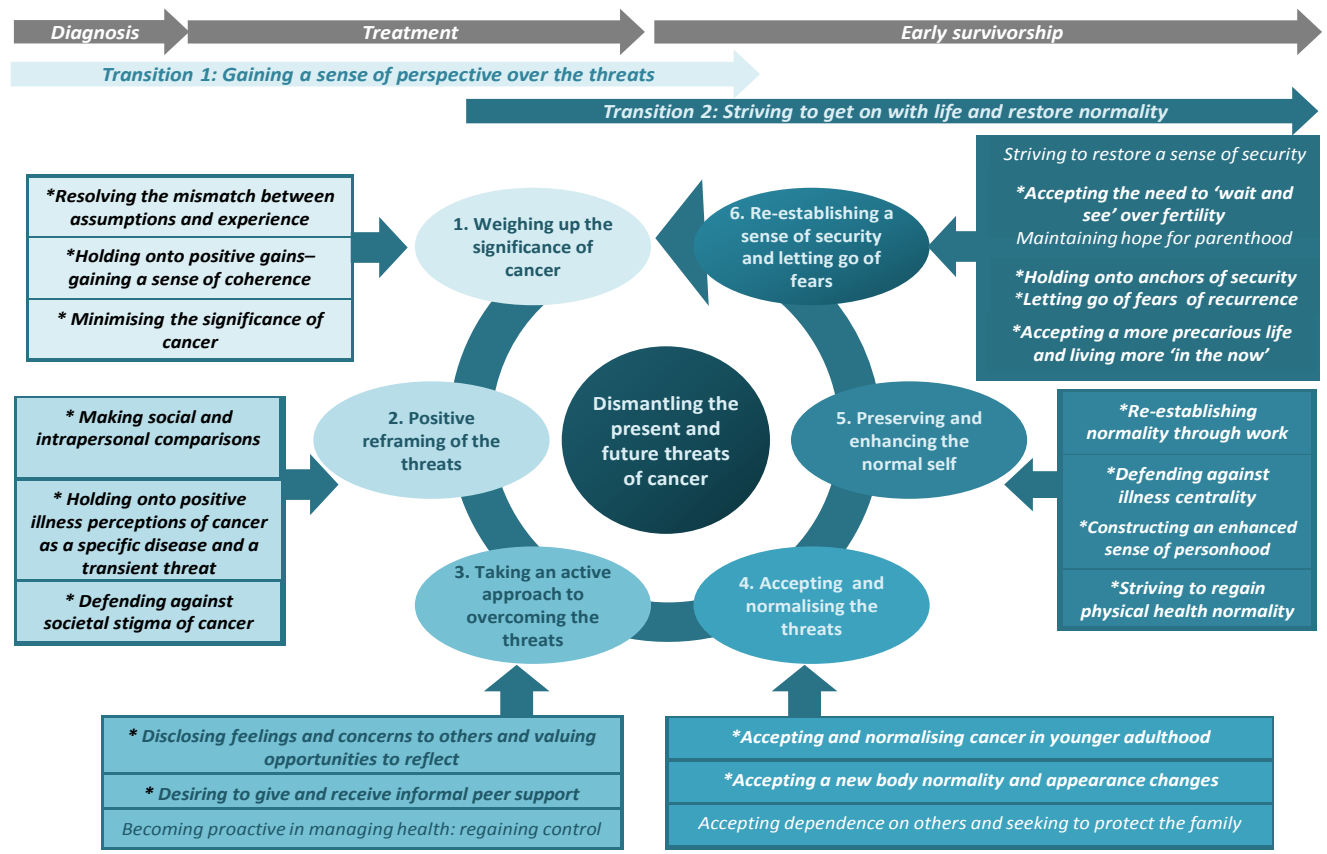 Diagnosis
Treatment
Early survivorship
Transition 1: Gaining a sense of perspective over the threats
Transition 2: Striving to get on with life and restore normality
*Resolving the mismatch between
assumptions and experience
*Holding onto positive gains–
gaining a sense of coherence
* Minimising the significance of
cancer
1. Weighing up the
significance of
cancer
6. Re-establishing a
sense of security
and letting go of
fears
Striving to restore a sense of security
*Accepting the need to ‘wait and
see’ over fertility
Maintaining hope for parenthood
*Holding onto anchors of security
*Letting go of fears of recurrence
*Accepting a more precarious life
and living more ‘in the now’
* Making social and
intrapersonal comparisons
* Holding onto positive
illness perceptions of cancer
as a specific disease and a
transient threat
* Defending against
societal stigma of cancer
2. Positive
reframing of the
threats
Dismantling the
present and
future threats
of cancer
5. Preserving and
enhancing the
normal self
*Re-establishing
normality through work
*Defending against
illness centrality
*Constructing an enhanced
sense of personhood
*Striving to regain
physical health normality
3. Taking an active
approach to
overcoming the
threats
4. Accepting and
normalising the
threats
* Disclosing feelings and concerns to others and valuing
opportunities to reflect
* Desiring to give and receive informal peer support
Becoming proactive in managing health: regaining control
*Accepting and normalising cancer in younger adulthood
*Accepting a new body normality and appearance changes
Accepting dependence on others and seeking to protect the family